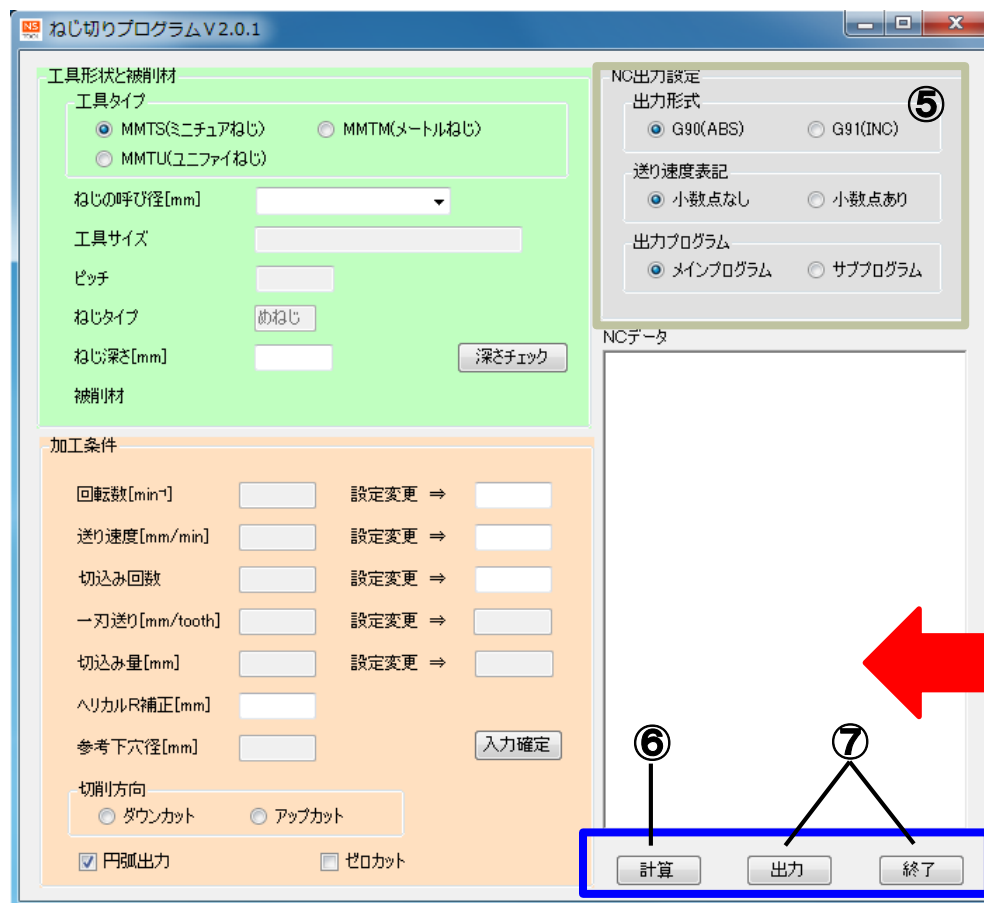 NS TOOL ねじ切りプログラムV2.0.1
工具形状と被削材
工具タイプ
MMTS(ミニチュアねじ) MMTM(メートルねじ)
MMTU(ユニファイねじ)
ねじの呼び径[mm]
工具サイズ
ピッチ
ねじタイプ めねじ
ねじ深さ[mm] 深さチェック
被削材
加工条件
回転数[min⁻¹] 設定変更 ⇒
送り速度[mm/min] 設定変更 ⇒
切込み回数 設定変更 ⇒
一刃送り[mm/tooth] 設定変更 ⇒
切込み量[mm] 設定変更 ⇒
ヘリカルR補正[mm]
参考下穴径[mm] 入力確定
切削方向
ダウンカット アップカット
円弧出力 ゼロカット
NC出力設定
⑤
出力形式
G90(ABS) G91(INC)
送り速度表記
小数点なし 小数点あり
出力プログラム
メインプログラム サブプログラム
NCデータ
⑥ ⑦
計算 出力 終了